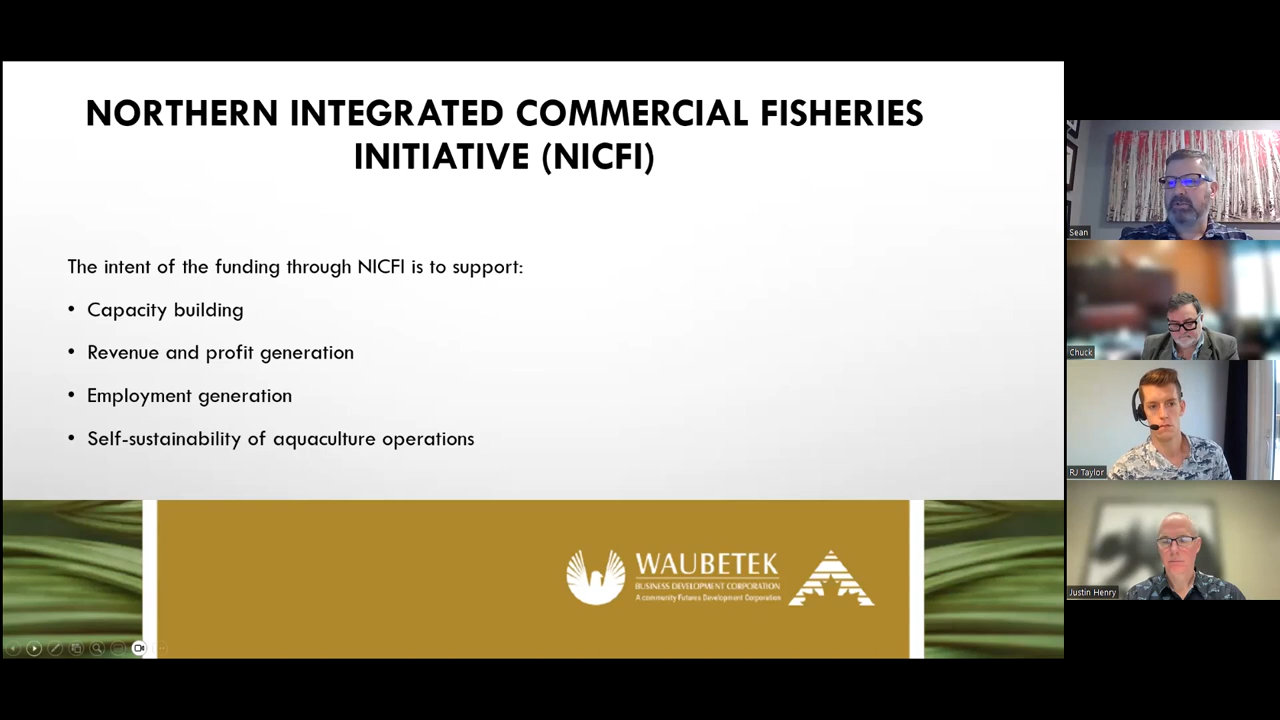 NORTHERN INTEGRATED COMMERCIAL FISHERIES
INITIATIVE (NICFI)
The intent of the funding through NICFI is to support:
• Capacity building
• Revenue and profit generation
• Employment generation
• Self-sustainability of aquaculture operations
WAUBETEK
BUSINESS DEVELOPMENT CORPORATION
A community Futures Development Corporation
Sean
Chuck
RJ Taylor
Justin Henry